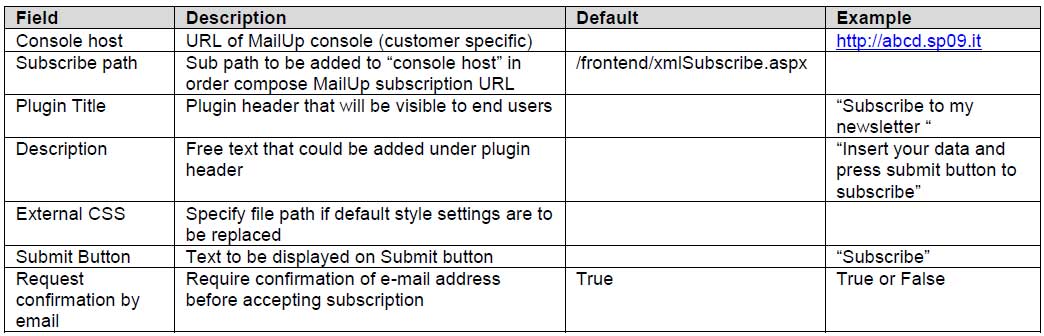 Field Description Default Example
Console host URL of MailUp console (customer specific) http://abcd.sp09.it
Subscribe path Sub path to be added to “console host” in /frontend/xmlSubscribe.aspx
order compose MailUp subscription URL
Plugin Title Plugin header that will be visible to end users “Subscribe to my
newsletter “
Description Free text that could be added under plugin “Insert your data and
header press submit button to
subscribe”
External CSS Specify file path if default style settings are to
be replaced
Submit Button Text to be displayed on Submit button “Subscribe”
Request Require confirmation of e-mail address True True or False
confirmation by before accepting subscription
email